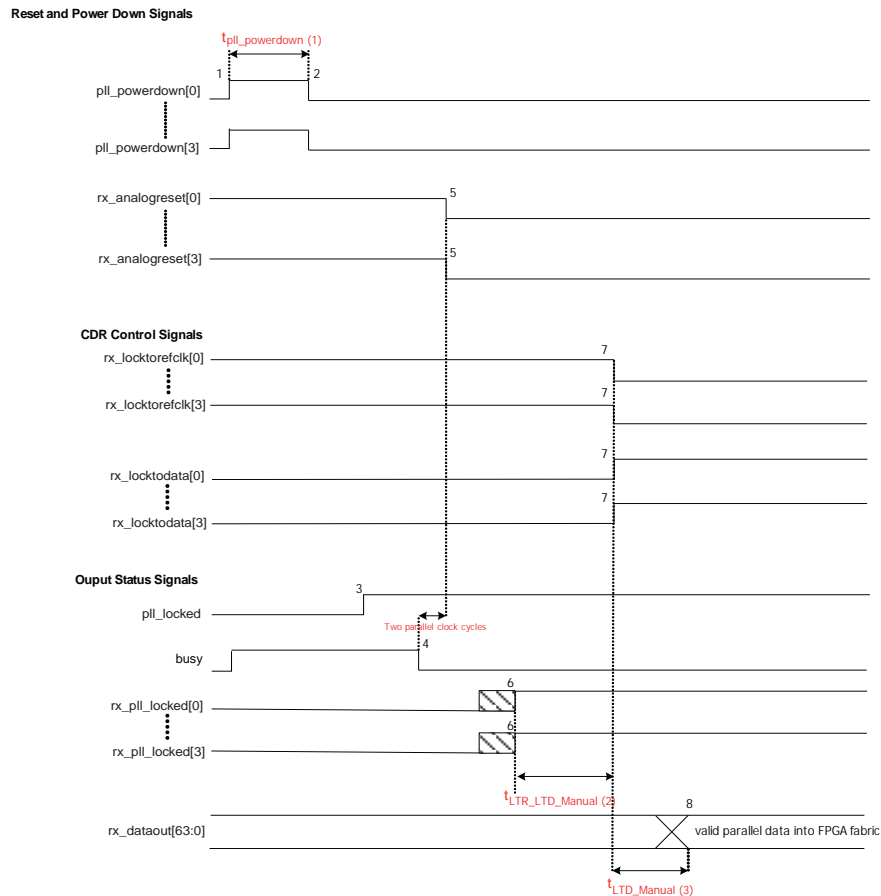 Reset and Power Down Signals
tpll_powerdown (1)
1
2
pll_powerdown[0]
pll_powerdown[3]
rx_analogreset[0]
5
rx_analogreset[3]
5
CDR Control Signals
rx_locktorefclk[0]
7
rx_locktorefclk[3]
7
rx_locktodata[0]
7
rx_locktodata[3]
7
Ouput Status Signals
pll_locked
3
Two parallel clock cycles
busy
4
rx_pll_locked[0]
6
rx_pll_locked[3]
6
tLTR_LTD_Manual (2)
rx_dataout[63:0]
8
valid parallel data into FPGA fabric
tLTD_Manual (3)